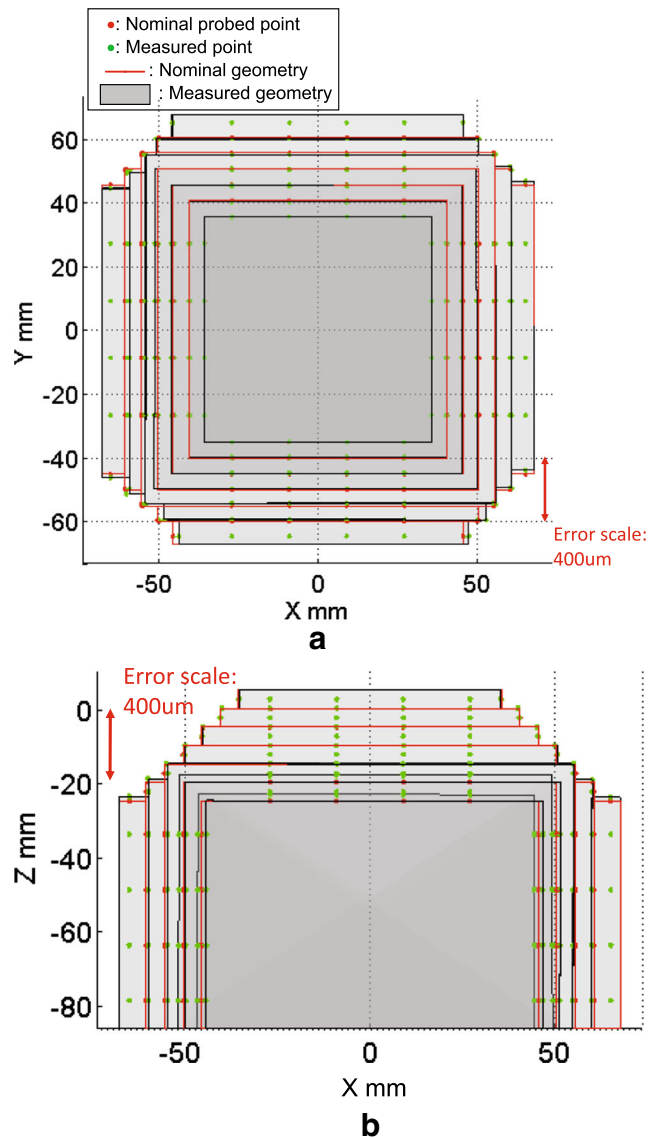 : Nominal probed point
: Measured point
: Nominal geometry
: Measured geometry
60
40
20
0
-20
-40
-60
Y mm
-50
0
50
X mm
Error scale:
400um
a
Error scale:
400um
0
-20
-40
-60
-80
Z mm
-50
0
50
X mm
b